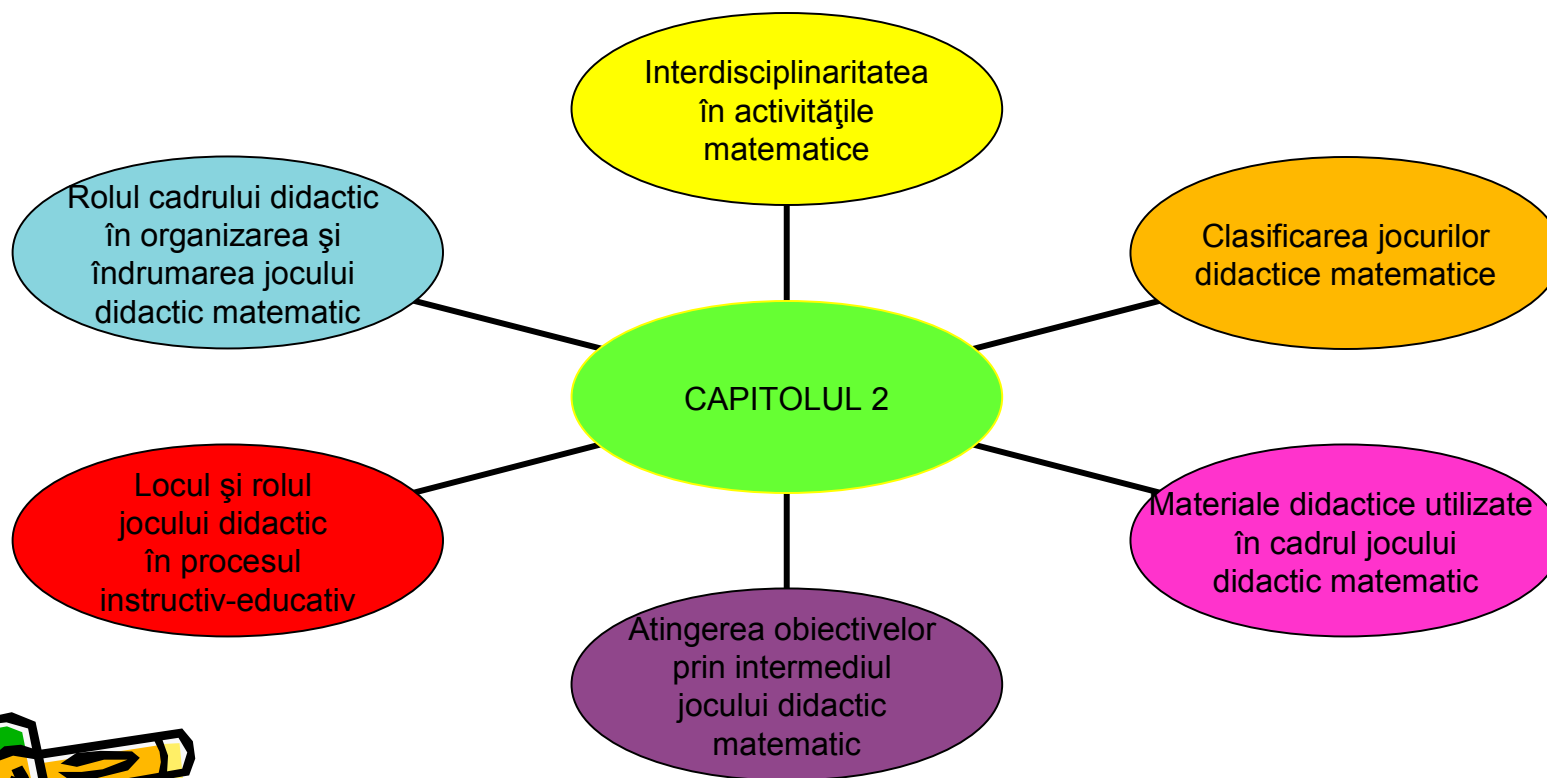 Interdisciplinaritatea
în activităţile
matematice
Rolul cadrului didactic
în organizarea şi
îndrumarea jocului
didactic matematic
Clasificarea jocurilor
didactice matematice
CAPITOLUL 2
Locul şi rolul
jocului didactic
în procesul
instructiv-educativ
Materiale didactice utilizate
în cadrul jocului
didactic matematic
Atingerea obiectivelor
prin intermediul
jocului didactic
matematic